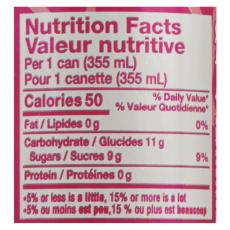 Nutrition Facts
Valeur nutritive
Per 1 can (355 mL)
Pour 1 canette (355 mL)
Calories 50
% Daily Value*
% Valeur Quotidienne*
Fat / Lipides 0 g 0%
Carbohydrate / Glucides 11 g
Sugars / Sucres 9 g 9%
Protein / Protéines 0 g
*5% or less is a little, 15% or more is a lot
*5% ou moins est peu, 15 % ou plus est beaucoup